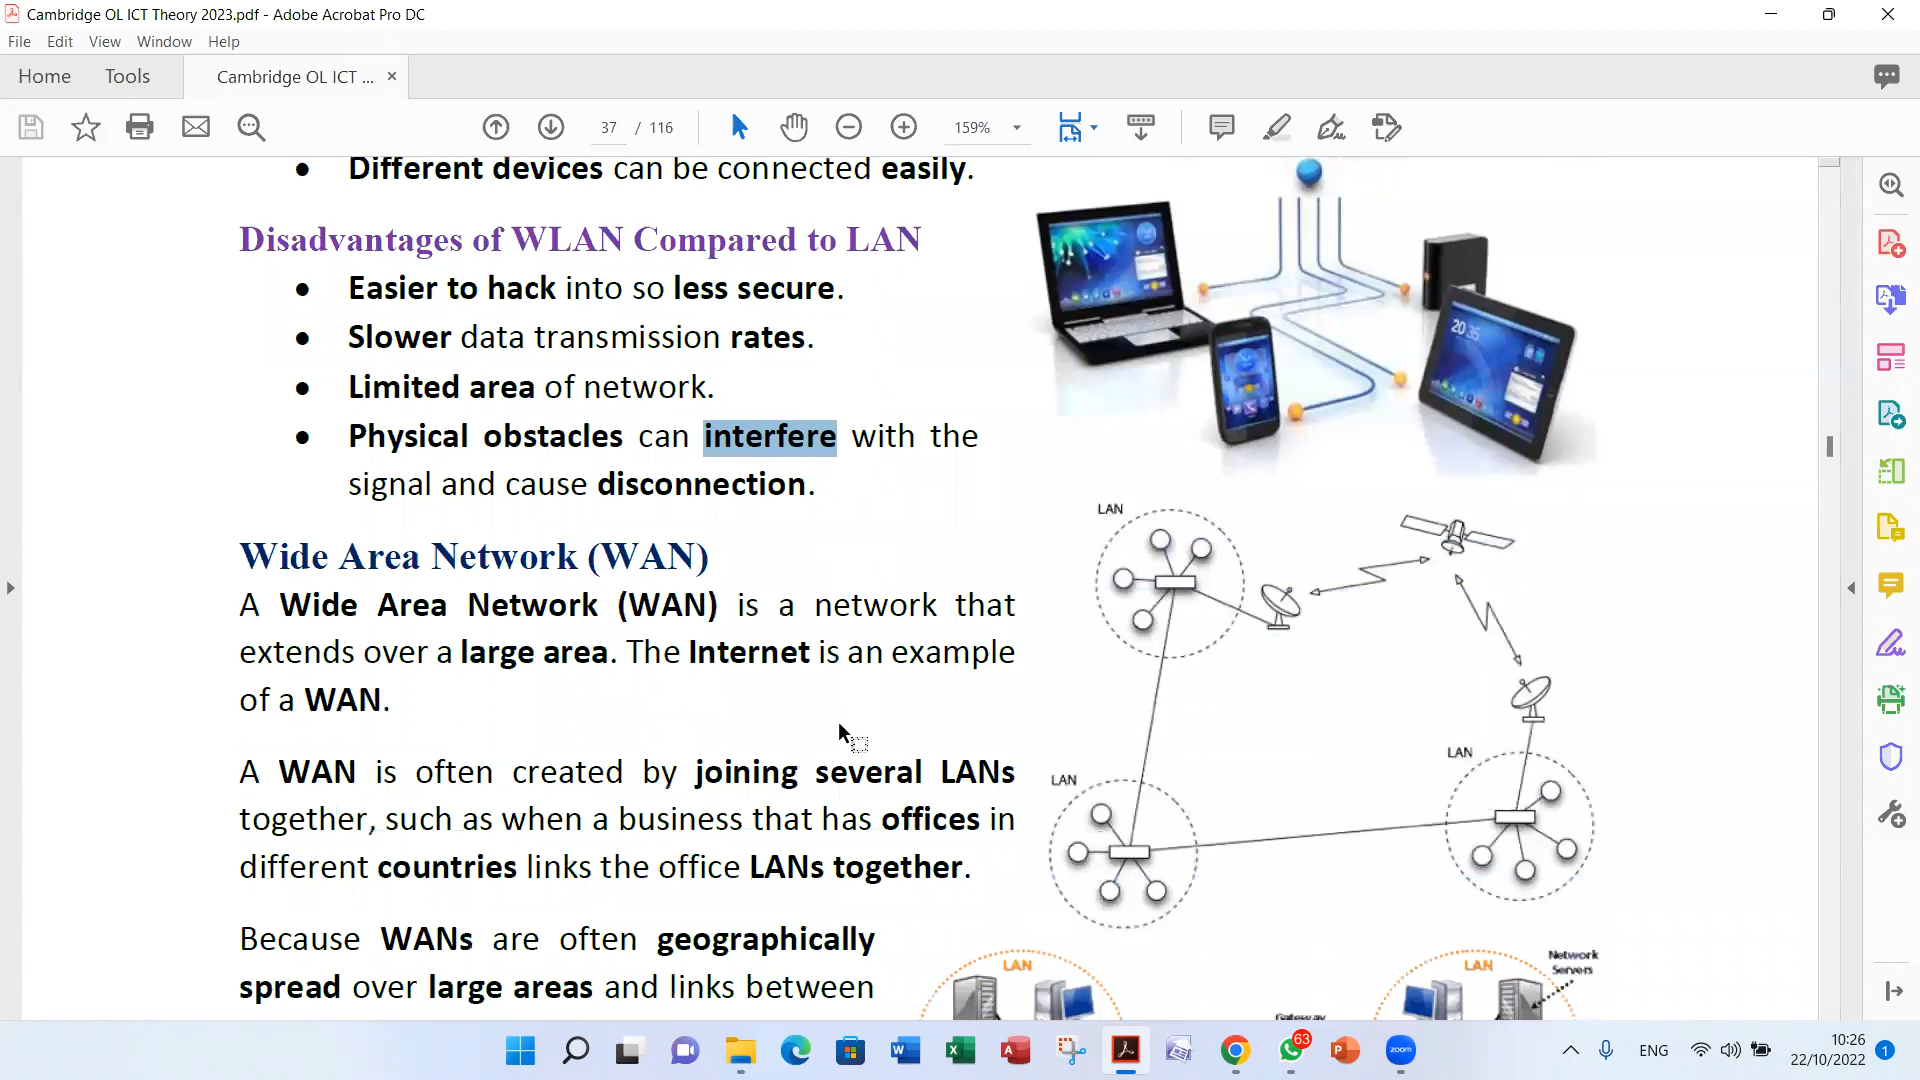 Cambridge OL ICT Theory 2023.pdf - Adobe Acrobat Pro DC
File Edit View Window Help
Home Tools Cambridge OL ICT ... ×
37 / 116 159%
Different devices can be connected easily.
Disadvantages of WLAN Compared to LAN
• Easier to hack into so less secure.
• Slower data transmission rates.
• Limited area of network.
• Physical obstacles can interfere with the
signal and cause disconnection.
20:35
Wide Area Network (WAN)
A Wide Area Network (WAN) is a network that
extends over a large area. The Internet is an example
of a WAN.
A WAN is often created by joining several LANs
together, such as when a business that has offices in
different countries links the office LANs together.
Because WANs are often geographically
spread over large areas and links between
LAN
LAN
LAN
LAN
LAN
Network
Servers
Gateway
63
zoom
ENG
10:26
22/10/2022
1